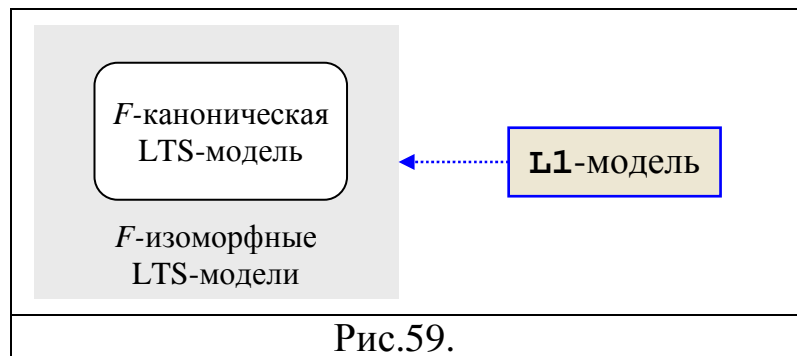 F-каноническая
LTS-модель
L1-модель
F-изоморфные
LTS-модели
Рис.59.